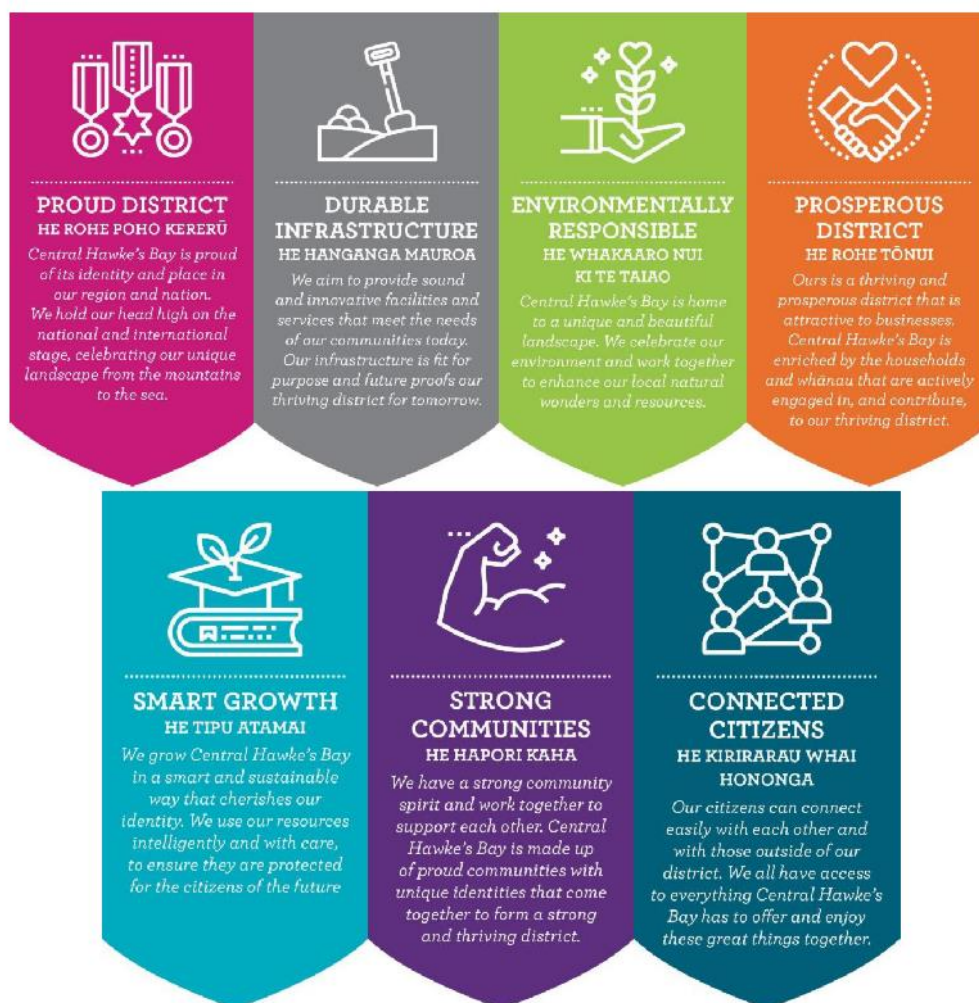 PROUD DISTRICT
HE ROHE POHO KERERŪ
Central Hawke's Bay is proud
of its identity and place in
our region and nation.
We hold our head high on the
national and international
stage, celebrating our unique
landscape from the mountains
to the sea.
DURABLE
INFRASTRUCTURE
HE HANGANGA MAUROA
We aim to provide sound
and innovative facilities and
services that meet the needs
of our communities today.
Our infrastructure is fit for
purpose and future proofs our
thriving district for tomorrow.
ENVIRONMENTALLY
RESPONSIBLE
HE WHAKAARO NUI
KI TE TAIAO
Central Hawke's Bay is home
to a unique and beautiful
landscape. We celebrate our
environment and work together
to enhance our local natural
wonders and resources.
PROSPEROUS
DISTRICT
HE ROHE TŌNUI
Ours is a thriving and
prosperous district that is
attractive to businesses.
Central Hawke's Bay is
enriched by the households
and whānau that are actively
engaged in, and contribute,
to our thriving district.
SMART GROWTH
HE TIPU ATAMAI
We grow Central Hawke's Bay
in a smart and sustainable
way that cherishes our
identity. We use our resources
intelligently and with care,
to ensure they are protected
for the citizens of the future
STRONG
COMMUNITIES
HE HAPORI KAHA
We have a strong community
spirit and work together to
support each other. Central
Hawke's Bay is made up
of proud communities with
unique identities that come
together to form a strong
and thriving district.
CONNECTED
CITIZENS
HE KIRIRARAU WHAI
HONONGA
Our citizens can connect
easily with each other and
with those outside of our
district. We all have access
to everything Central Hawke's
Bay has to offer and enjoy
these great things together.